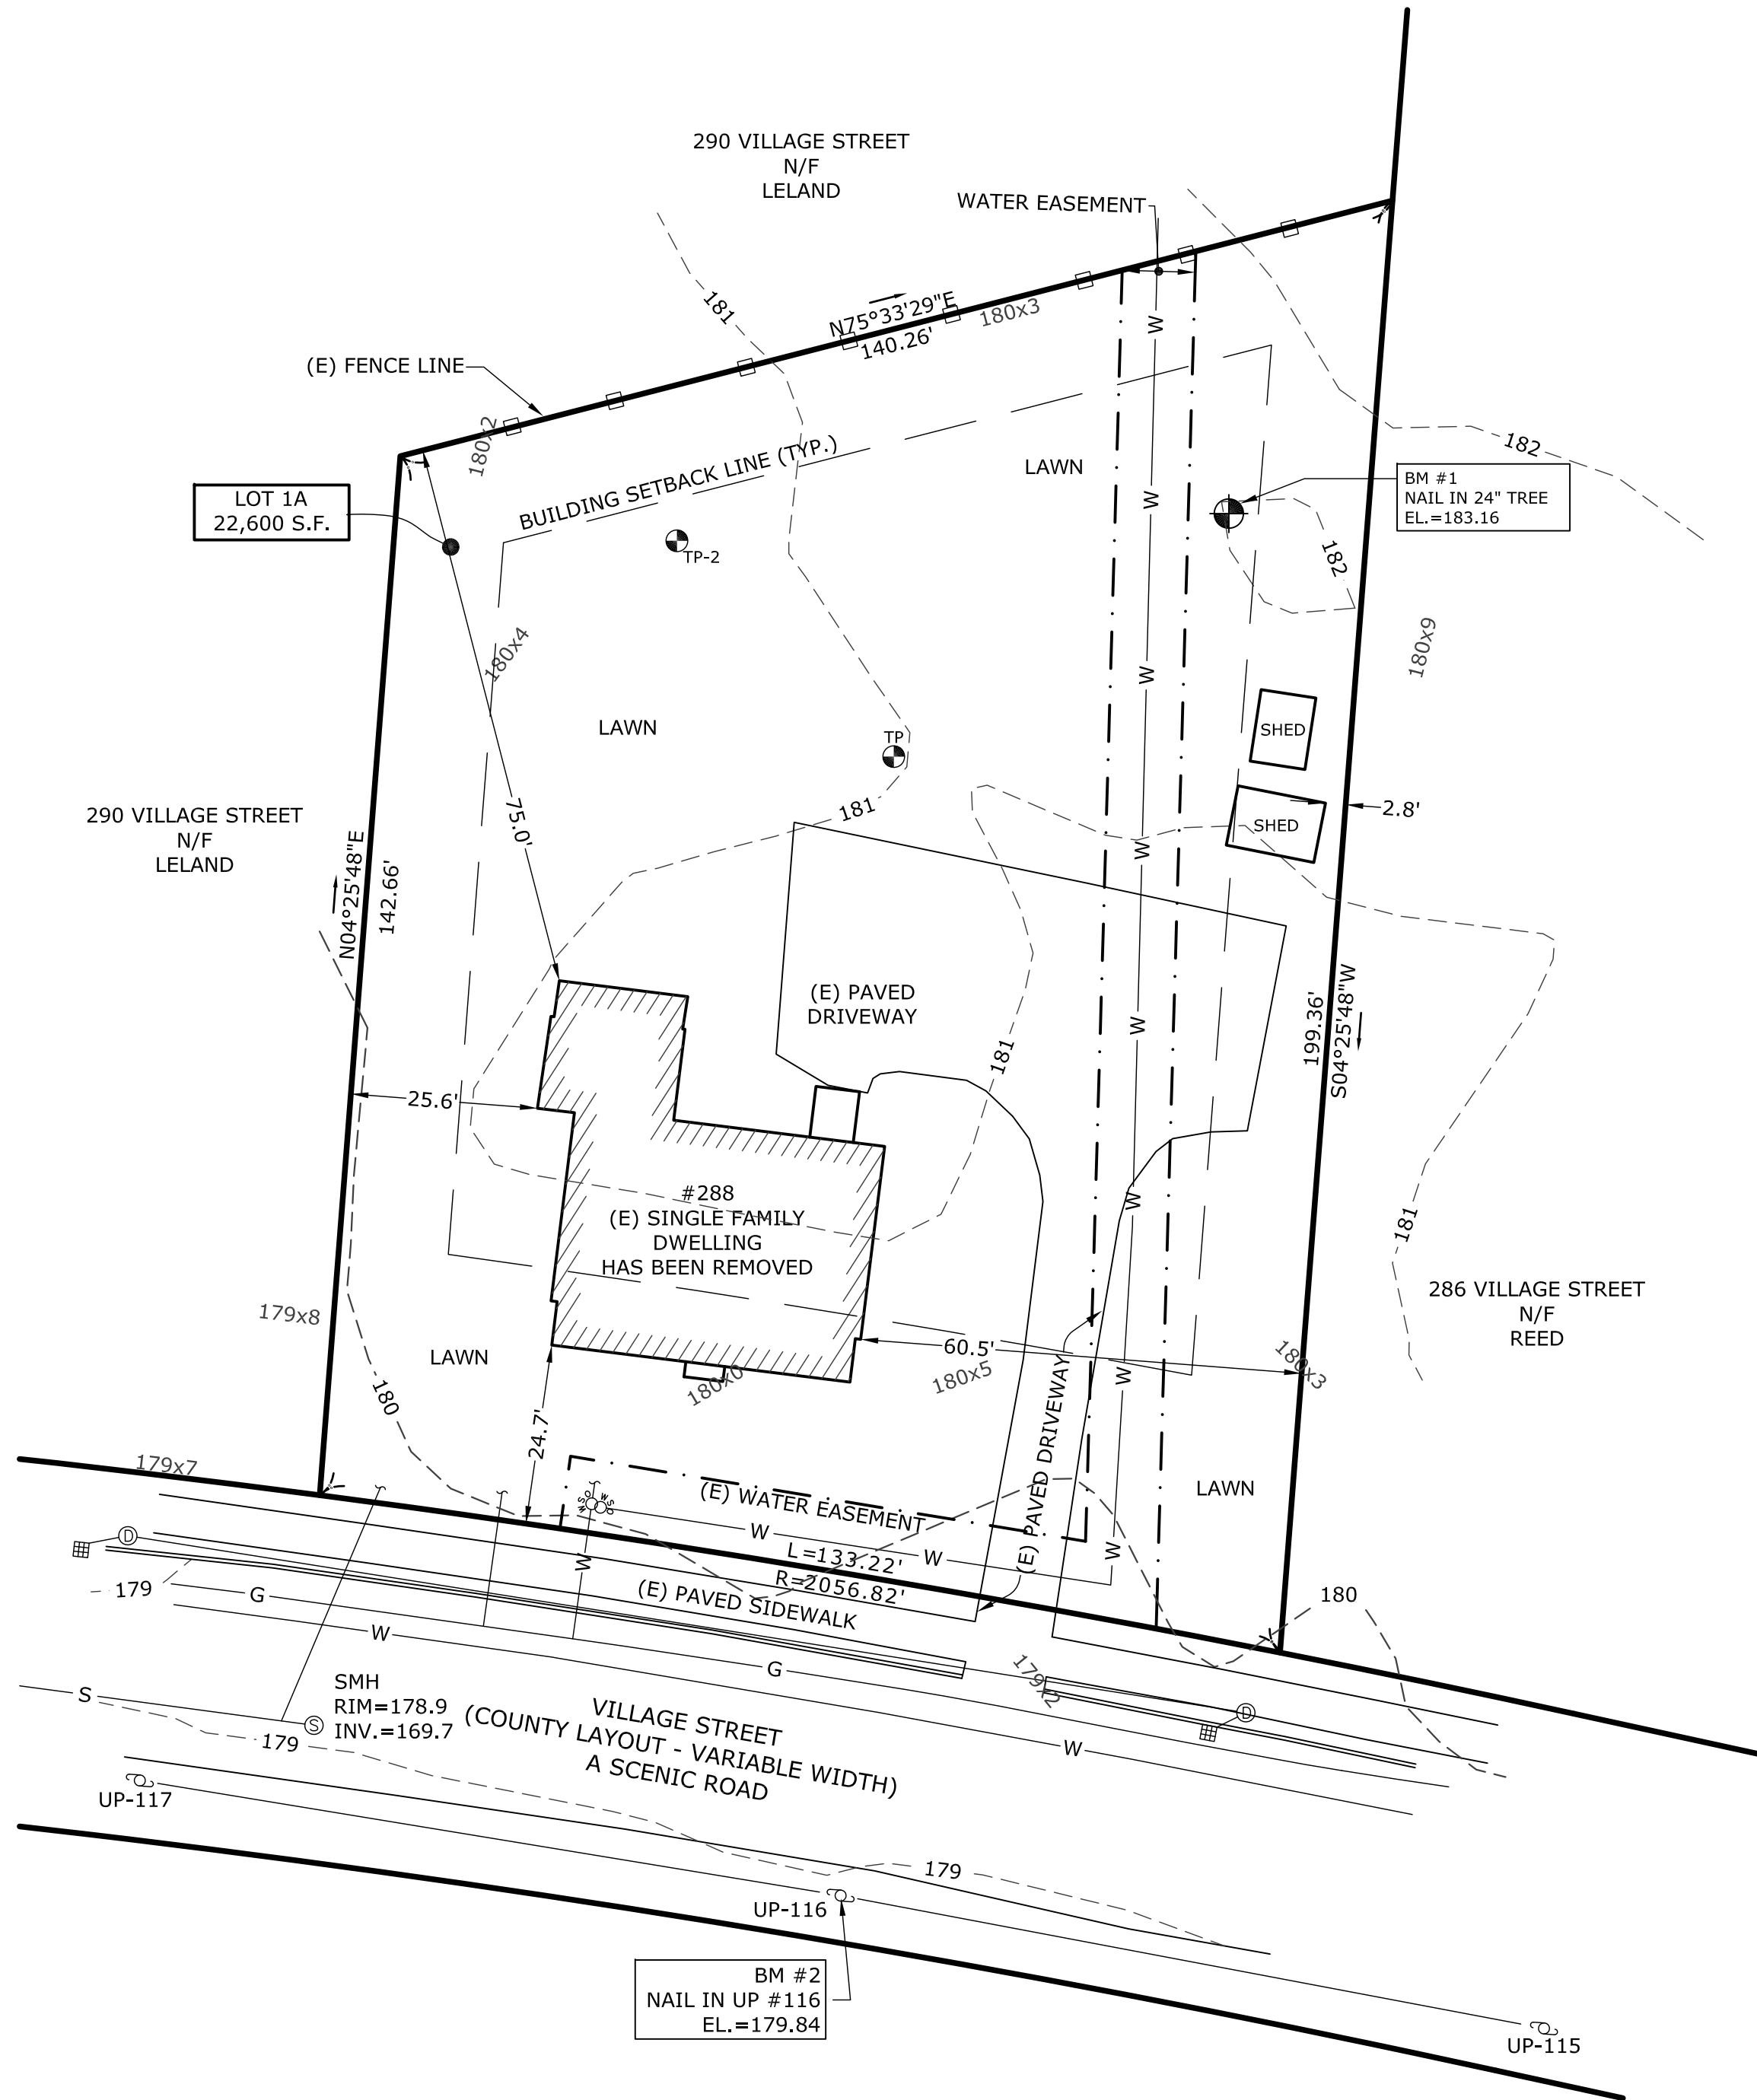 290 VILLAGE STREET
N/F
LELAND
WATER EASEMENT
181
N75°33'29"E
140.26'
180x3
(E) FENCE LINE
180x2
182
BUILDING SETBACK LINE (TYP.)
LAWN
BM #1
NAIL IN 24" TREE
EL.=183.16
LOT 1A
22,600 S.F.
W
W
TP-2
182
180x4
180x9
W
LAWN
SHED
TP
181
75.0'
2.8'
SHED
290 VILLAGE STREET
N/F
LELAND
W
N04°25'48"E
142.66'
(E) PAVED
DRIVEWAY
W
199.36'
S04°25'48"W
181
25.6'
#288
(E) SINGLE FAMILY
DWELLING
HAS BEEN REMOVED
W
181
286 VILLAGE STREET
N/F
REED
179x8
LAWN
60.5'
180x3
180x0
180x5
W
180
24.7'
(E) PAVED DRIVEWAY
179x7
LAWN
WSO
WSO
(E) WATER EASEMENT
W
W
W
W
L=133.22'
R=2056.82'
D
179
G
(E) PAVED SIDEWALK
180
W
G
179x2
S
SMH
RIM=178.9
INV.=169.7
S
179
VILLAGE STREET
(COUNTY LAYOUT - VARIABLE WIDTH)
A SCENIC ROAD
D
W
UP-117
179
UP-116
BM #2
NAIL IN UP #116
EL.=179.84
UP-115